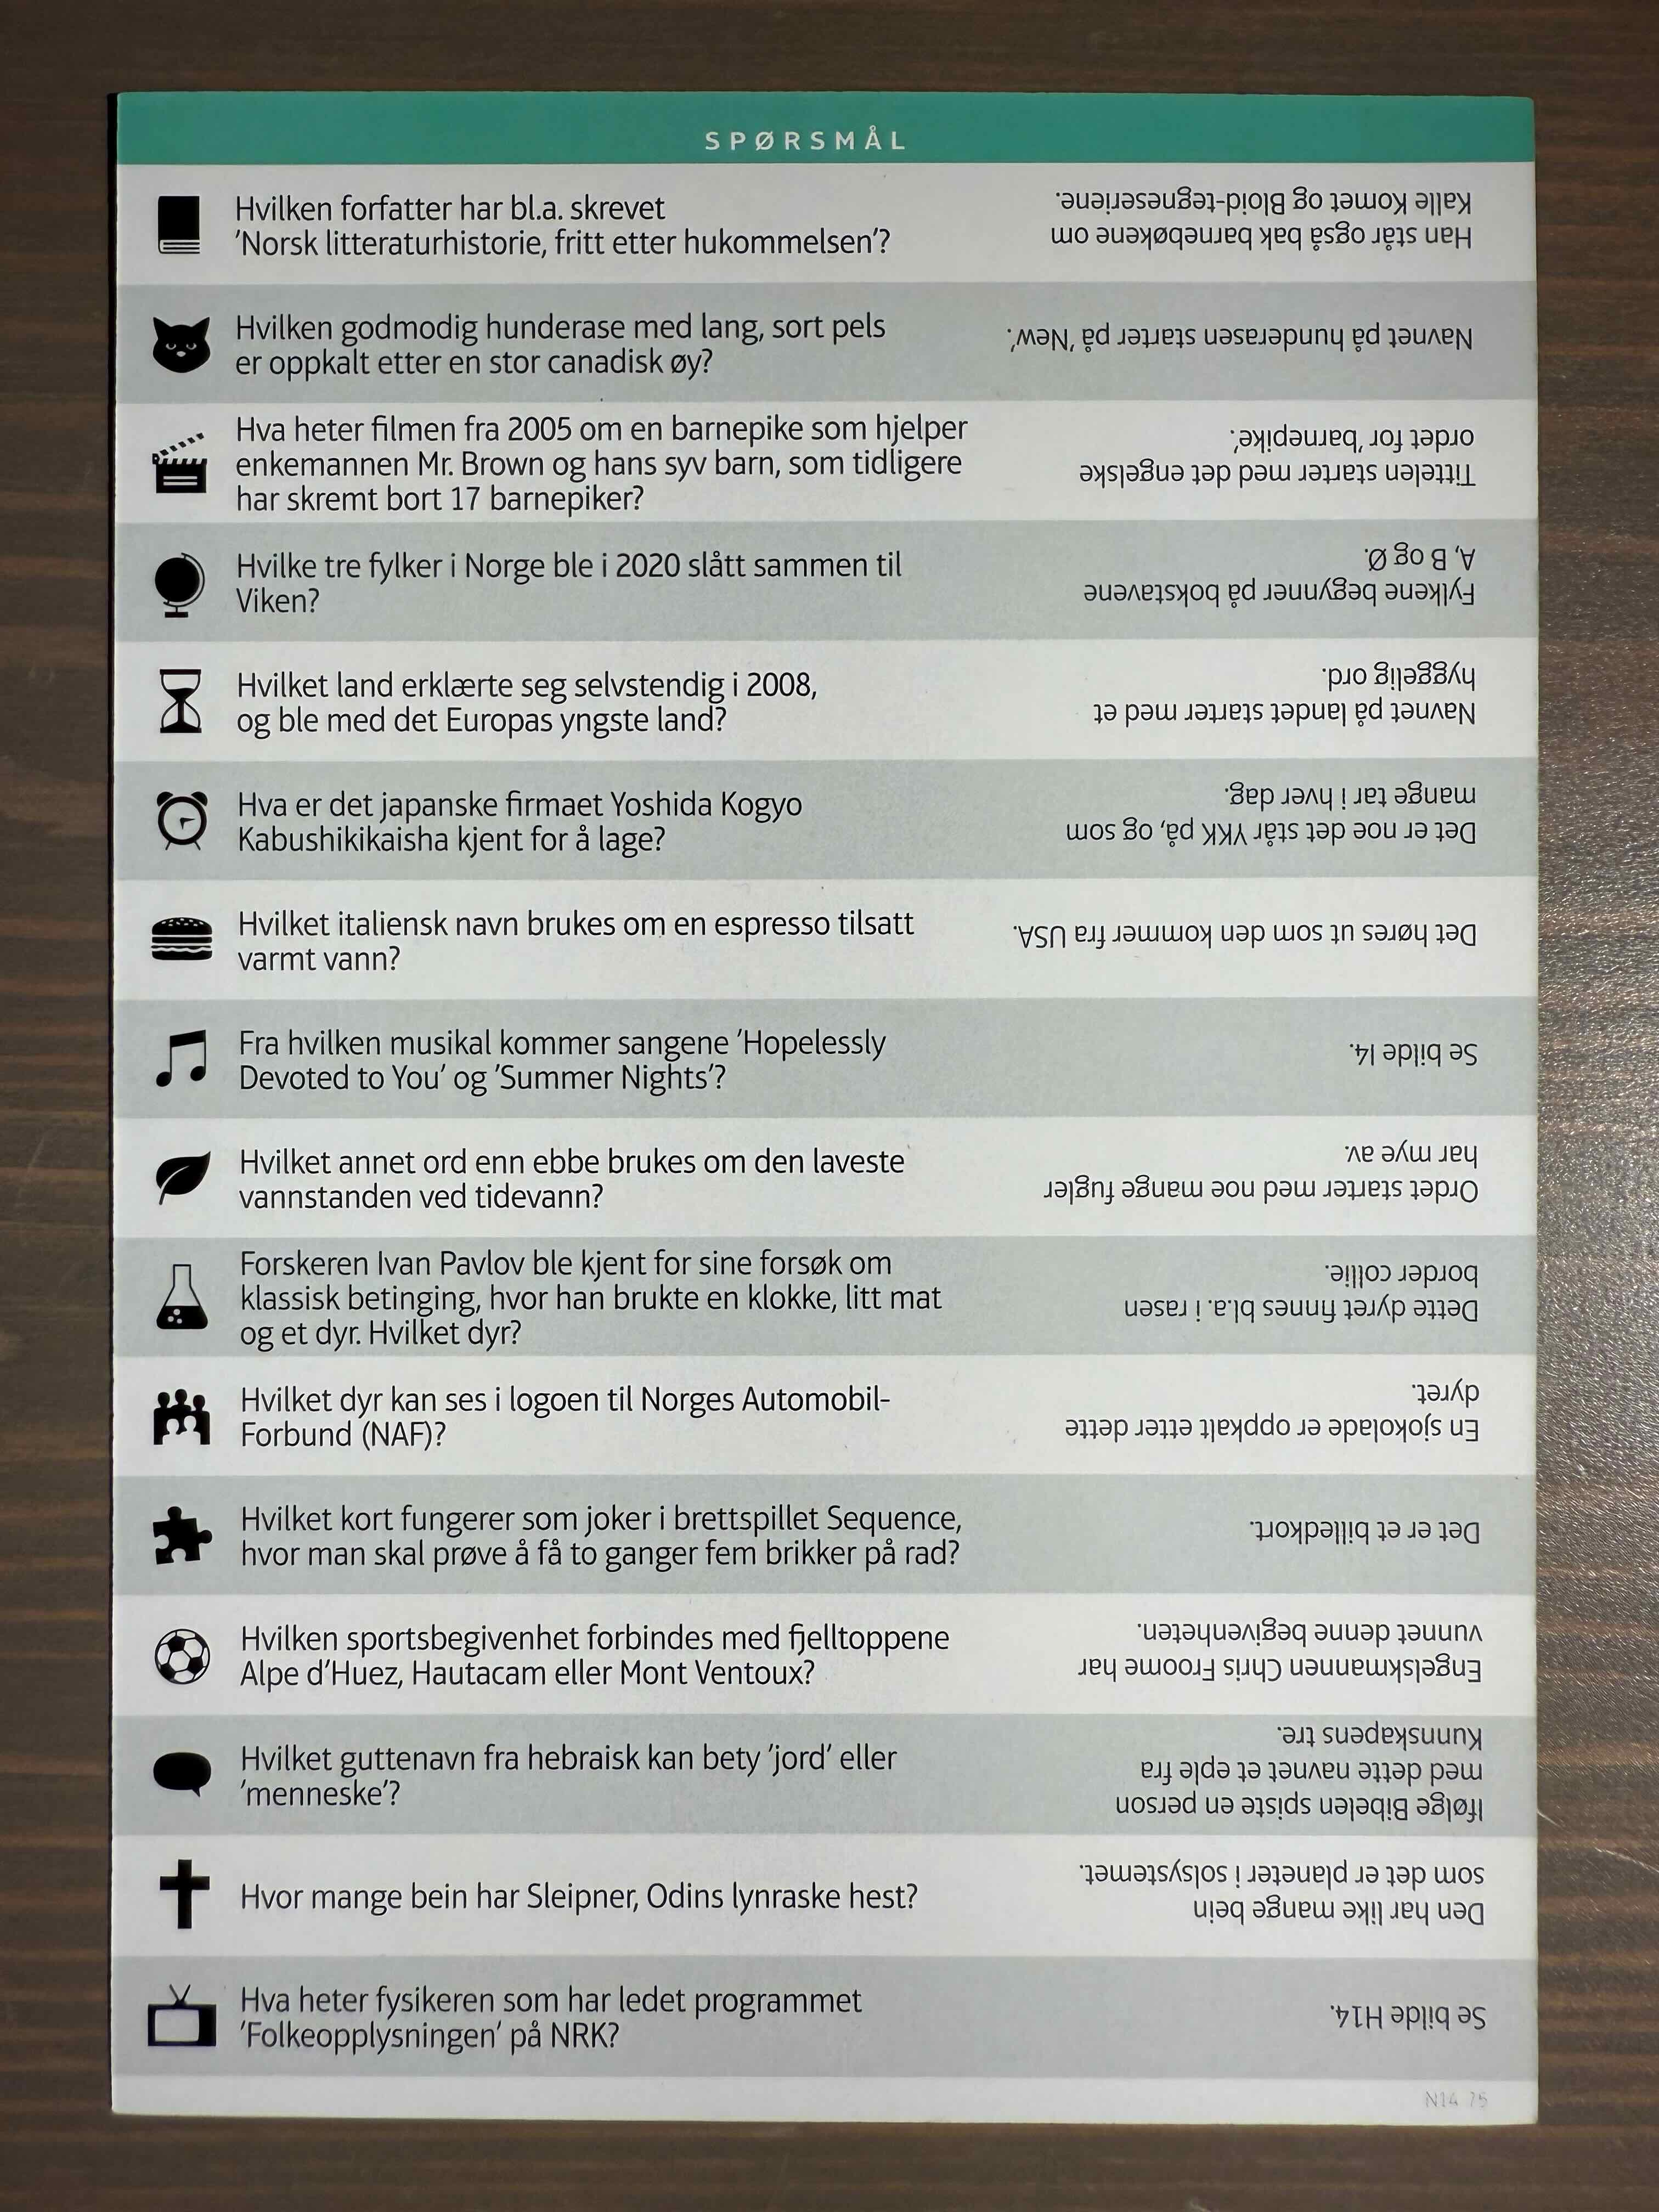 SPØRSMÅL
Hvilken forfatter har bl.a. skrevet
'Norsk litteraturhistorie, fritt etter hukommelsen'?
Han står også bak barnebøkene om
Kalle Komet og Bloid-tegneseriene.
Hvilken godmodig hunderase med lang, sort pels
er oppkalt etter en stor canadisk øy?
Navnet på hunderasen starter på 'New'.
Hva heter filmen fra 2005 om en barnepike som hjelper
enkemannen Mr. Brown og hans syv barn, som tidligere
har skremt bort 17 barnepiker?
Tittelen starter med det engelske
ordet for 'barnepike'.
Hvilke tre fylker i Norge ble i 2020 slått sammen til
Viken?
Fylkene begynner på bokstavene
A, B og Ø.
Hvilket land erklærte seg selvstendig i 2008,
og ble med det Europas yngste land?
Navnet på landet starter med et
hyggelig ord.
Hva er det japanske firmaet Yoshida Kogyo
Kabushikikaisha kjent for å lage?
Det er noe det står YKK på, og som
mange tar i hver dag.
Hvilket italiensk navn brukes om en espresso tilsatt
varmt vann?
Det høres ut som den kommer fra USA.
Fra hvilken musikal kommer sangene 'Hopelessly
Devoted to You' og 'Summer Nights'?
Se bilde I4.
Hvilket annet ord enn ebbe brukes om den laveste
vannstanden ved tidevann?
Ordet starter med noe mange fugler
har mye av.
Forskeren Ivan Pavlov ble kjent for sine forsøk om
klassisk betinging, hvor han brukte en klokke, litt mat
og et dyr. Hvilket dyr?
Dette dyret finnes bl.a. i rasen
border collie.
Hvilket dyr kan ses i logoen til Norges Automobil-
Forbund (NAF)?
En sjokolade er oppkalt etter dette
dyret.
Hvilket kort fungerer som joker i brettspillet Sequence,
hvor man skal prøve å få to ganger fem brikker på rad?
Det er et billedkort.
Hvilken sportsbegivenhet forbindes med fjelltoppene
Alpe d'Huez, Hautacam eller Mont Ventoux?
Engelskmannen Chris Froome har
vunnet denne begivenheten.
Hvilket guttenavn fra hebraisk kan bety 'jord' eller
'menneske'?
Ifølge Bibelen spiste en person
med dette navnet et eple fra
Kunnskapens tre.
Hvor mange bein har Sleipner, Odins lynraske hest?
Den har like mange bein
som det er planeter i solsystemet.
Hva heter fysikeren som har ledet programmet
'Folkeopplysningen' på NRK?
Se bilde H14.
N14 75